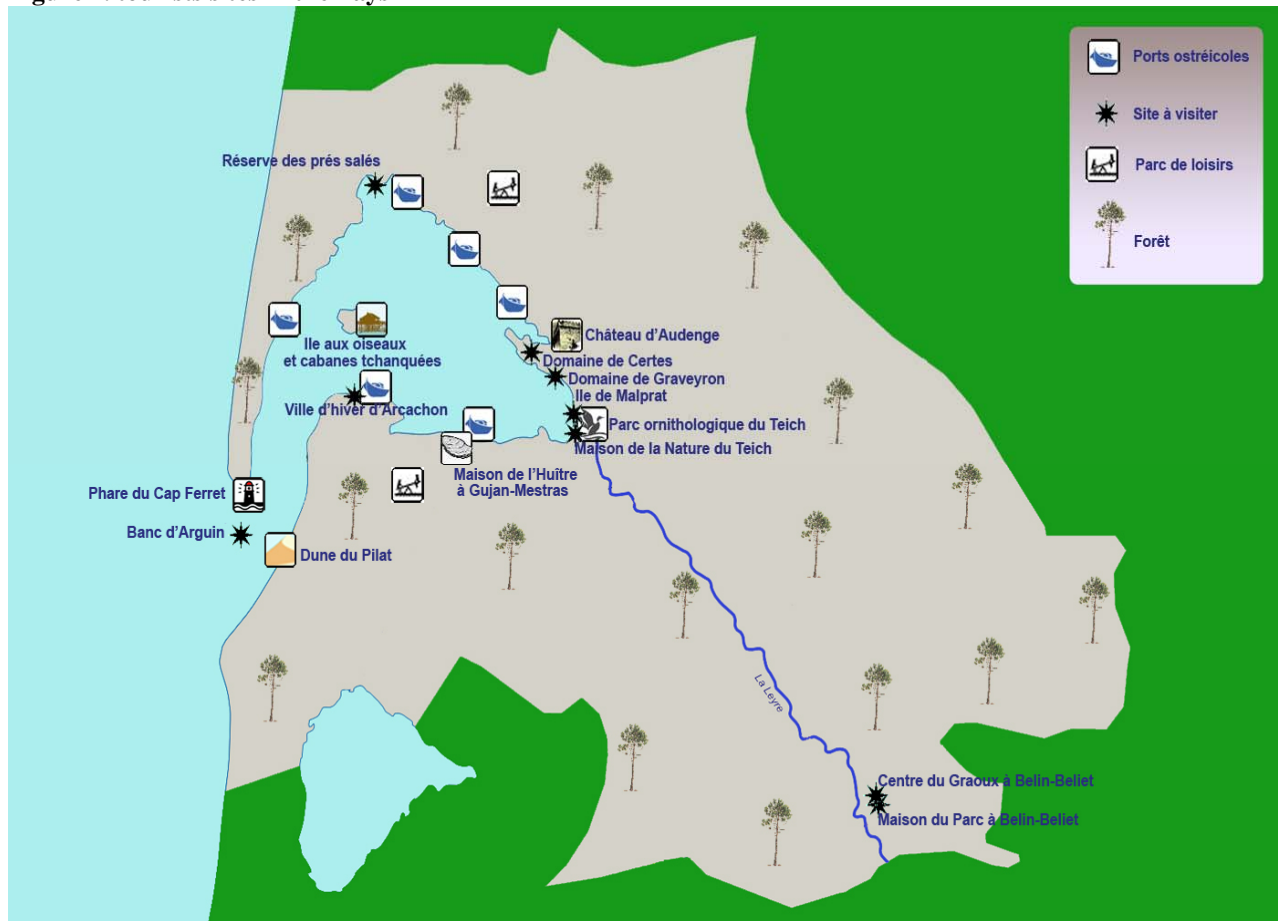 Ports ostréicoles
Site à visiter
Parc de loisirs
Forêt
Réserve des prés salés
Ile aux oiseaux
et cabanes tchanquées
Château d'Audenge
Domaine de Certes
Domaine de Graveyron
Ile de Malprat
Ville d'hiver d'Arcachon
Parc ornithologique du Teich
Maison de la Nature du Teich
Maison de l'Huître
à Gujan-Mestras
Phare du Cap Ferret
Banc d'Arguin
Dune du Pilat
La Leyre
Centre du Graoux à Belin-Beliet
Maison du Parc à Belin-Beliet